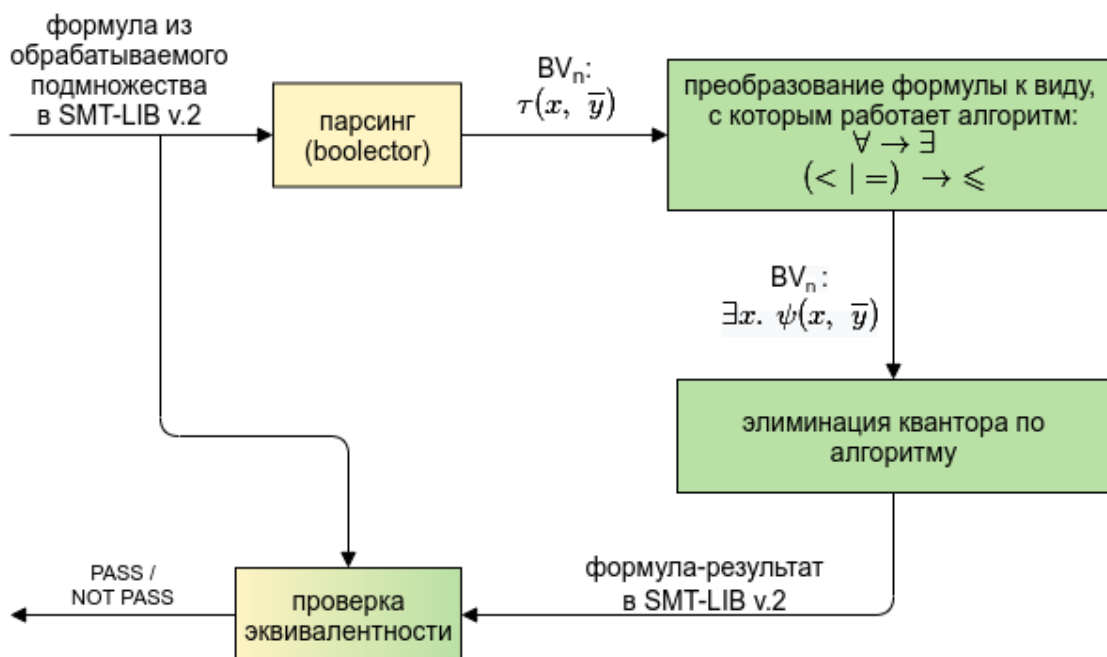 формула из
обрабатываемого
подмножества
в SMT-LIB v.2
парсинг
(boolector)
BVₙ:
τ(x, y̅)
преобразование формулы к виду,
с которым работает алгоритм:
∀ → ∃
(< | =) → ⩽
BVₙ:
∃x. ψ(x, y̅)
элиминация квантора по
алгоритму
формула-результат
в SMT-LIB v.2
проверка
эквивалентности
PASS /
NOT PASS